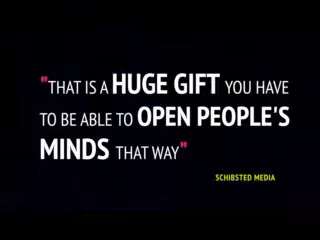 "THAT IS A HUGE GIFT YOU HAVE
TO BE ABLE TO OPEN PEOPLE'S
MINDS THAT WAY"
SCHIBSTED MEDIA